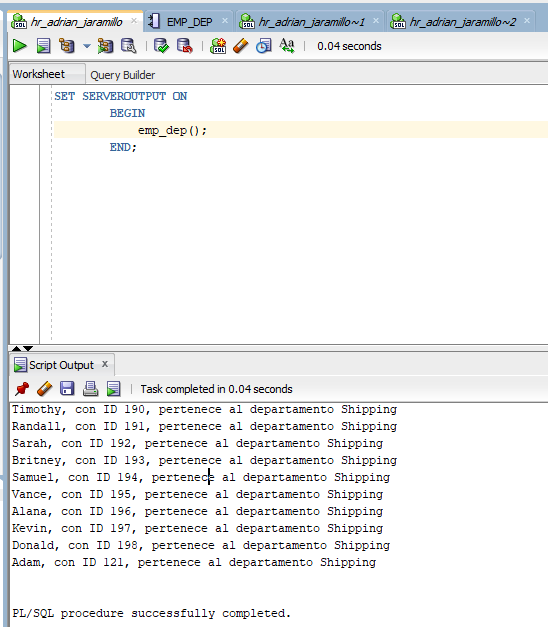 hr_adrian_jaramillo EMP_DEP hr_adrian_jaramillo~1 hr_adrian_jaramillo~2
0.04 seconds
Worksheet Query Builder
SET SERVEROUTPUT ON
BEGIN
emp_dep();
END;
Script Output x
Task completed in 0.04 seconds
Timothy, con ID 190, pertenece al departamento Shipping
Randall, con ID 191, pertenece al departamento Shipping
Sarah, con ID 192, pertenece al departamento Shipping
Britney, con ID 193, pertenece al departamento Shipping
Samuel, con ID 194, pertenece al departamento Shipping
Vance, con ID 195, pertenece al departamento Shipping
Alana, con ID 196, pertenece al departamento Shipping
Kevin, con ID 197, pertenece al departamento Shipping
Donald, con ID 198, pertenece al departamento Shipping
Adam, con ID 121, pertenece al departamento Shipping
PL/SQL procedure successfully completed.